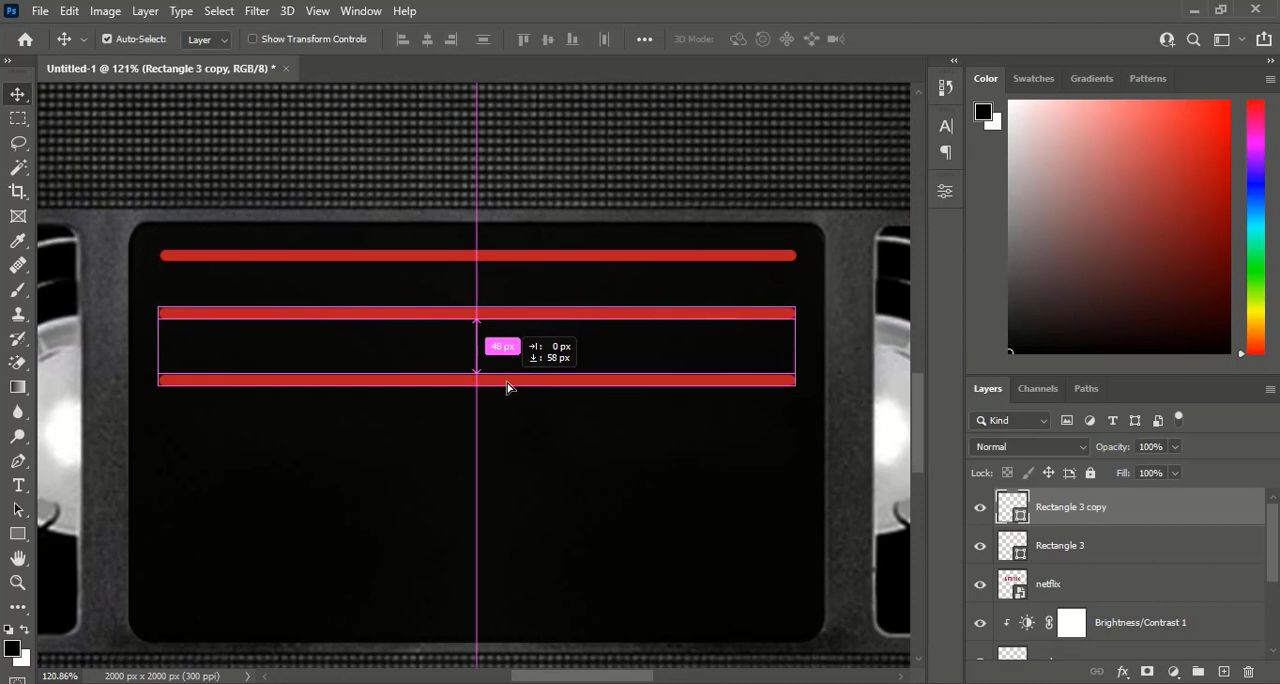 Ps File Edit Image Layer Type Select Filter 3D View Window Help
Auto-Select: Layer Show Transform Controls 3D Mode:
Untitled-1 @ 121% (Rectangle 3 copy, RGB/8) *
Color Swatches Gradients Patterns
48 px
0 px
: 58 px
Layers Channels Paths
Kind
Normal Opacity: 100%
Lock: Fill: 100%
Rectangle 3 copy
Rectangle 3
netflix
Brightness/Contrast 1
120.86% 2000 px x 2000 px (300 ppi)